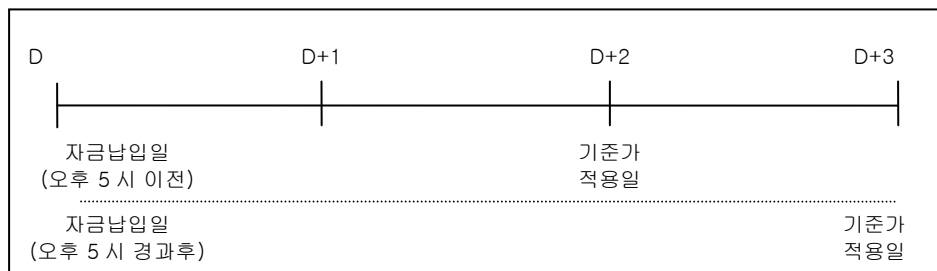 D D+1 D+2 D+3
자금납입일 기준가
(오후 5 시 이전) 적용일
자금납입일 기준가
(오후 5 시 경과후) 적용일